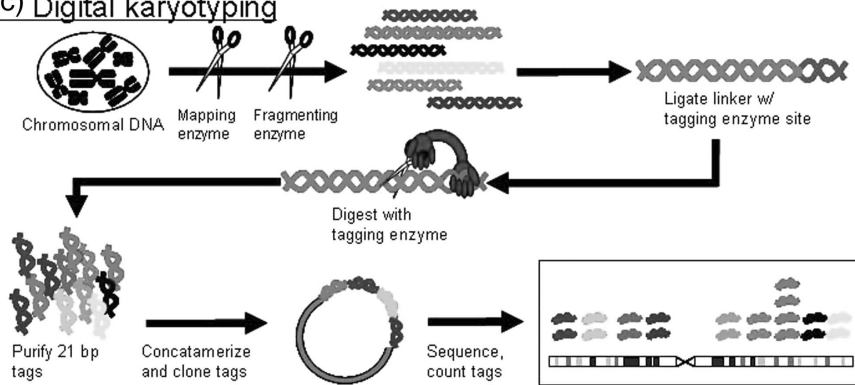 c) Digital karyotyping
Chromosomal DNA
Mapping
enzyme
Fragmenting
enzyme
Ligate linker w/
tagging enzyme site
Digest with
tagging enzyme
Purify 21 bp
tags
Concatamerize
and clone tags
Sequence,
count tags